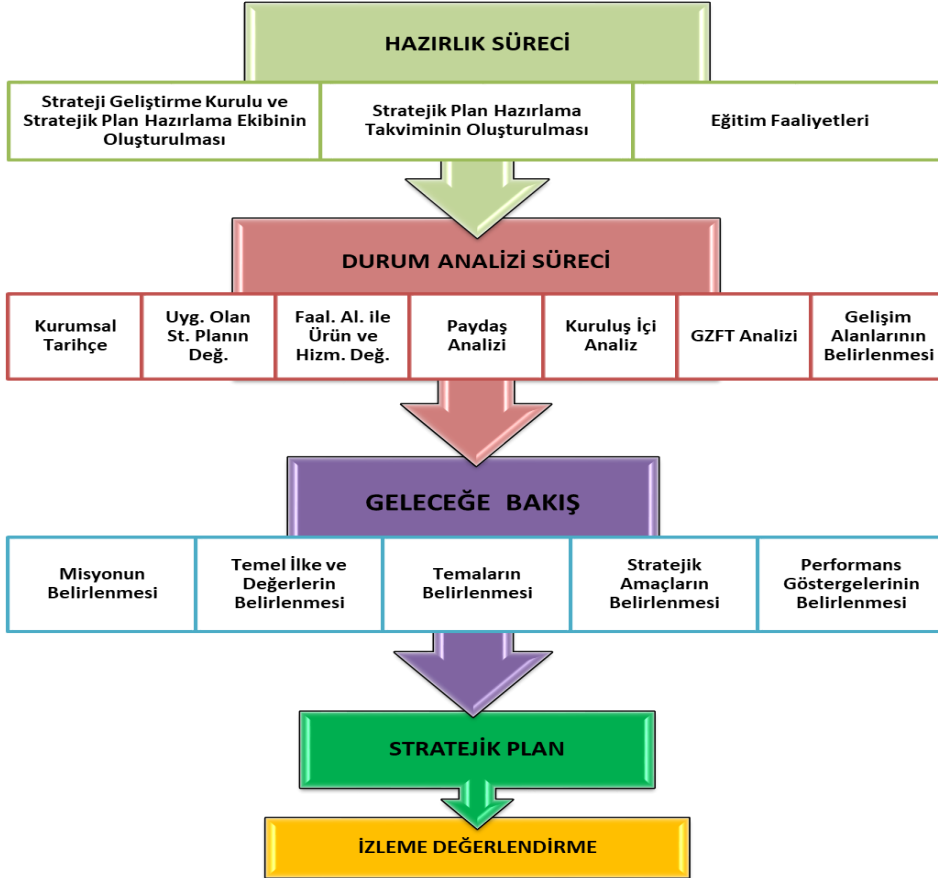 HAZIRLIK SÜRECİ
Strateji Geliştirme Kurulu ve
Stratejik Plan Hazırlama Ekibinin
Oluşturulması
Stratejik Plan Hazırlama
Takviminin Oluşturulması
Eğitim Faaliyetleri
DURUM ANALİZİ SÜRECİ
Kurumsal
Tarihçe
Uyg. Olan
St. Planın
Değ.
Faal. Al. ile
Ürün ve
Hizm. Değ.
Paydaş
Analizi
Kuruluş İçi
Analiz
GZFT Analizi
Gelişim
Alanlarının
Belirlenmesi
GELECEĞE BAKIŞ
Misyonun
Belirlenmesi
Temel İlke ve
Değerlerin
Belirlenmesi
Temaların
Belirlenmesi
Stratejik
Amaçların
Belirlenmesi
Performans
Göstergelerinin
Belirlenmesi
STRATEJİK PLAN
İZLEME DEĞERLENDİRME